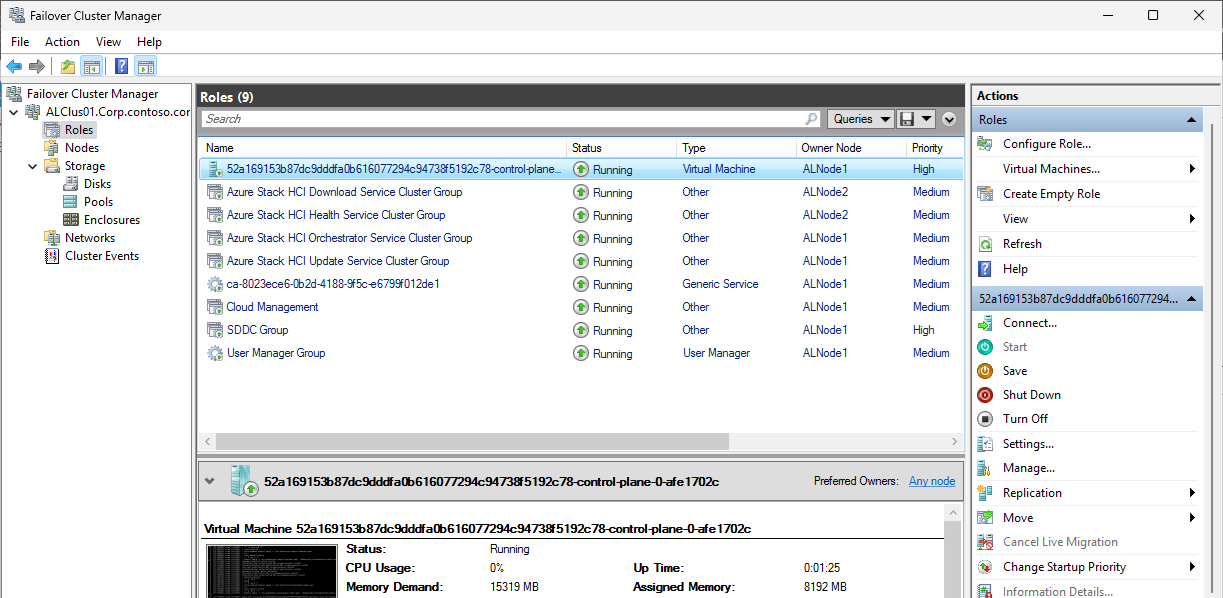 Failover Cluster Manager
File Action View Help
Failover Cluster Manager
ALClus01.Corp.contoso.cor
Roles
Nodes
Storage
Disks
Pools
Enclosures
Networks
Cluster Events
Roles (9)
Search Queries
Name Status Type Owner Node Priority
52a169153b87dc9dddfa0b616077294c94738f5192c78-control-plane... Running Virtual Machine ALNode1 High
Azure Stack HCI Download Service Cluster Group Running Other ALNode2 Medium
Azure Stack HCI Health Service Cluster Group Running Other ALNode2 Medium
Azure Stack HCI Orchestrator Service Cluster Group Running Other ALNode1 Medium
Azure Stack HCI Update Service Cluster Group Running Other ALNode1 Medium
ca-8023ece6-0b2d-4188-9f5c-e6799f012de1 Running Generic Service ALNode1 Medium
Cloud Management Running Other ALNode1 Medium
SDDC Group Running Other ALNode1 High
User Manager Group Running User Manager ALNode1 Medium
52a169153b87dc9dddfa0b616077294c94738f5192c78-control-plane-0-afe1702c Preferred Owners: Any node
Virtual Machine 52a169153b87dc9dddfa0b616077294c94738f5192c78-control-plane-0-afe1702c
Status: Running
CPU Usage: 0% Up Time: 0:01:25
Memory Demand: 15319 MB Assigned Memory: 8192 MB
Actions
Roles
Configure Role...
Virtual Machines...
Create Empty Role
View
Refresh
Help
52a169153b87dc9dddfa0b616077294...
Connect...
Start
Save
Shut Down
Turn Off
Settings...
Manage...
Replication
Move
Cancel Live Migration
Change Startup Priority
Information Details...